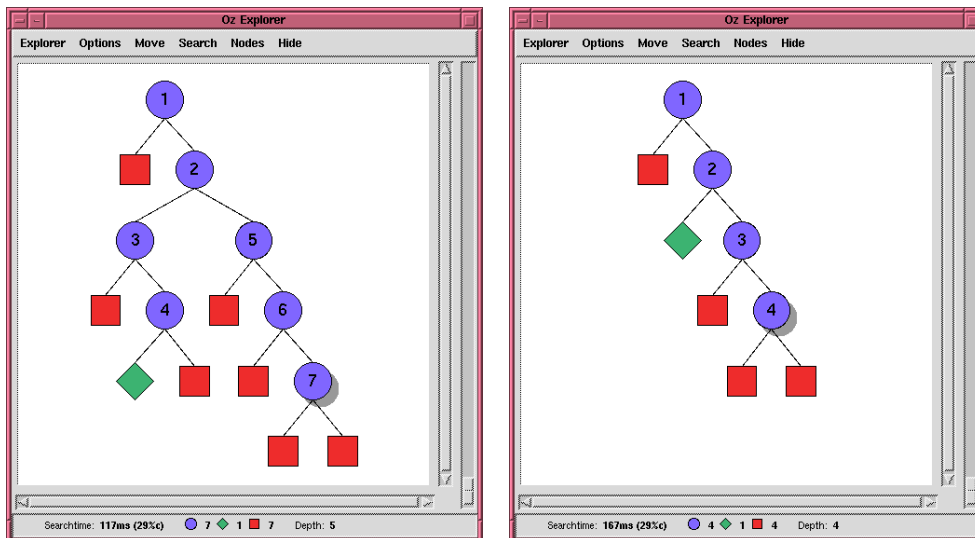 Oz Explorer
Explorer Options Move Search Nodes Hide
1
2
3 5
4 6
7
Searchtime: 117ms (29%c) 7 1 7 Depth: 5
Oz Explorer
Explorer Options Move Search Nodes Hide
1
2
3
4
Searchtime: 167ms (29%c) 4 1 4 Depth: 4